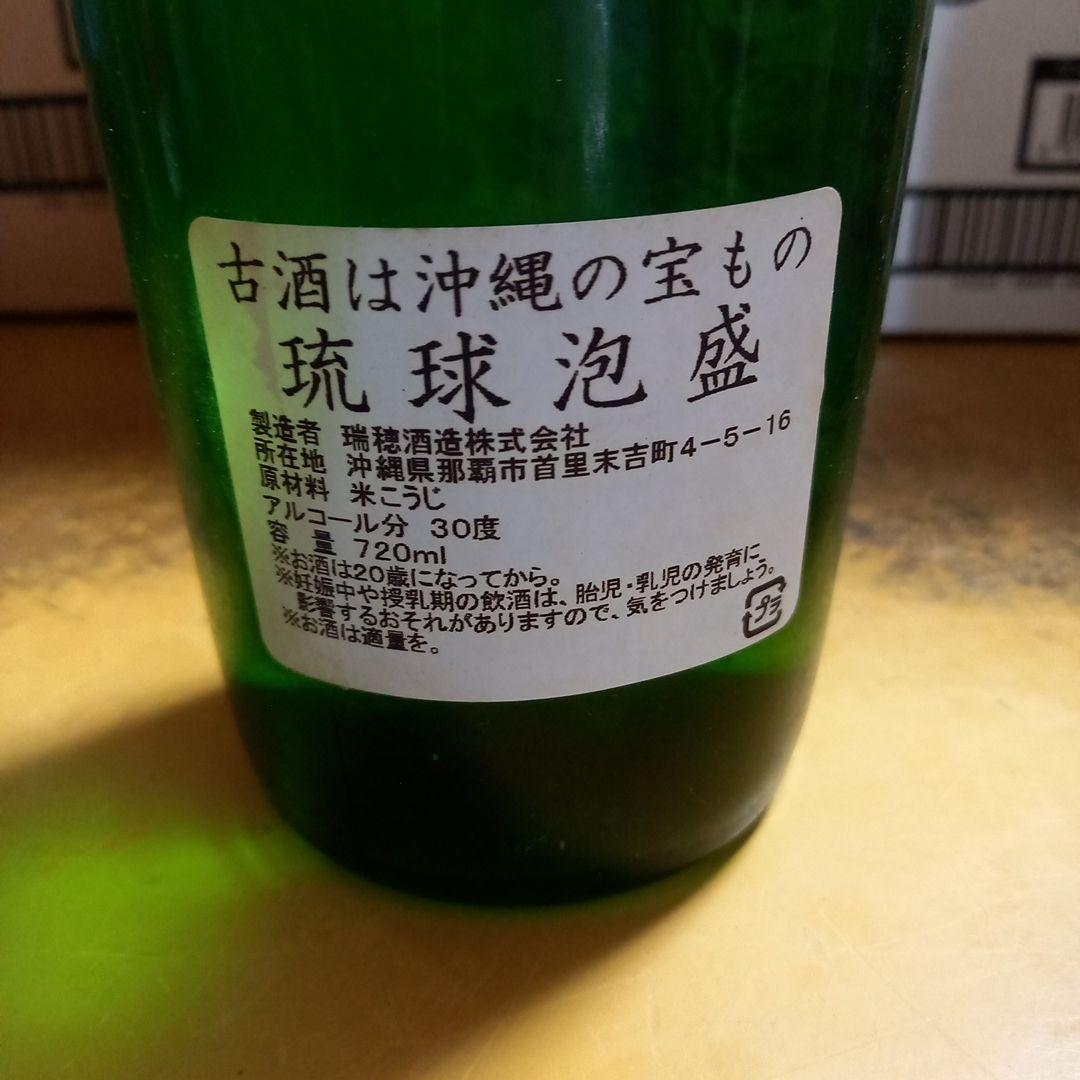 古酒は沖縄の宝もの
琉球泡盛
製造者 瑞穂酒造株式会社
所在地 沖縄県那覇市首里末吉町4-5-16
原材料 米こうじ
アルコール分 30度
容量 720ml
※お酒は20歳になってから。
※妊娠中や授乳期の飲酒は、胎児・乳児の発育に
影響するおそれがありますので、気をつけましょう。
※お酒は適量を。
プラ